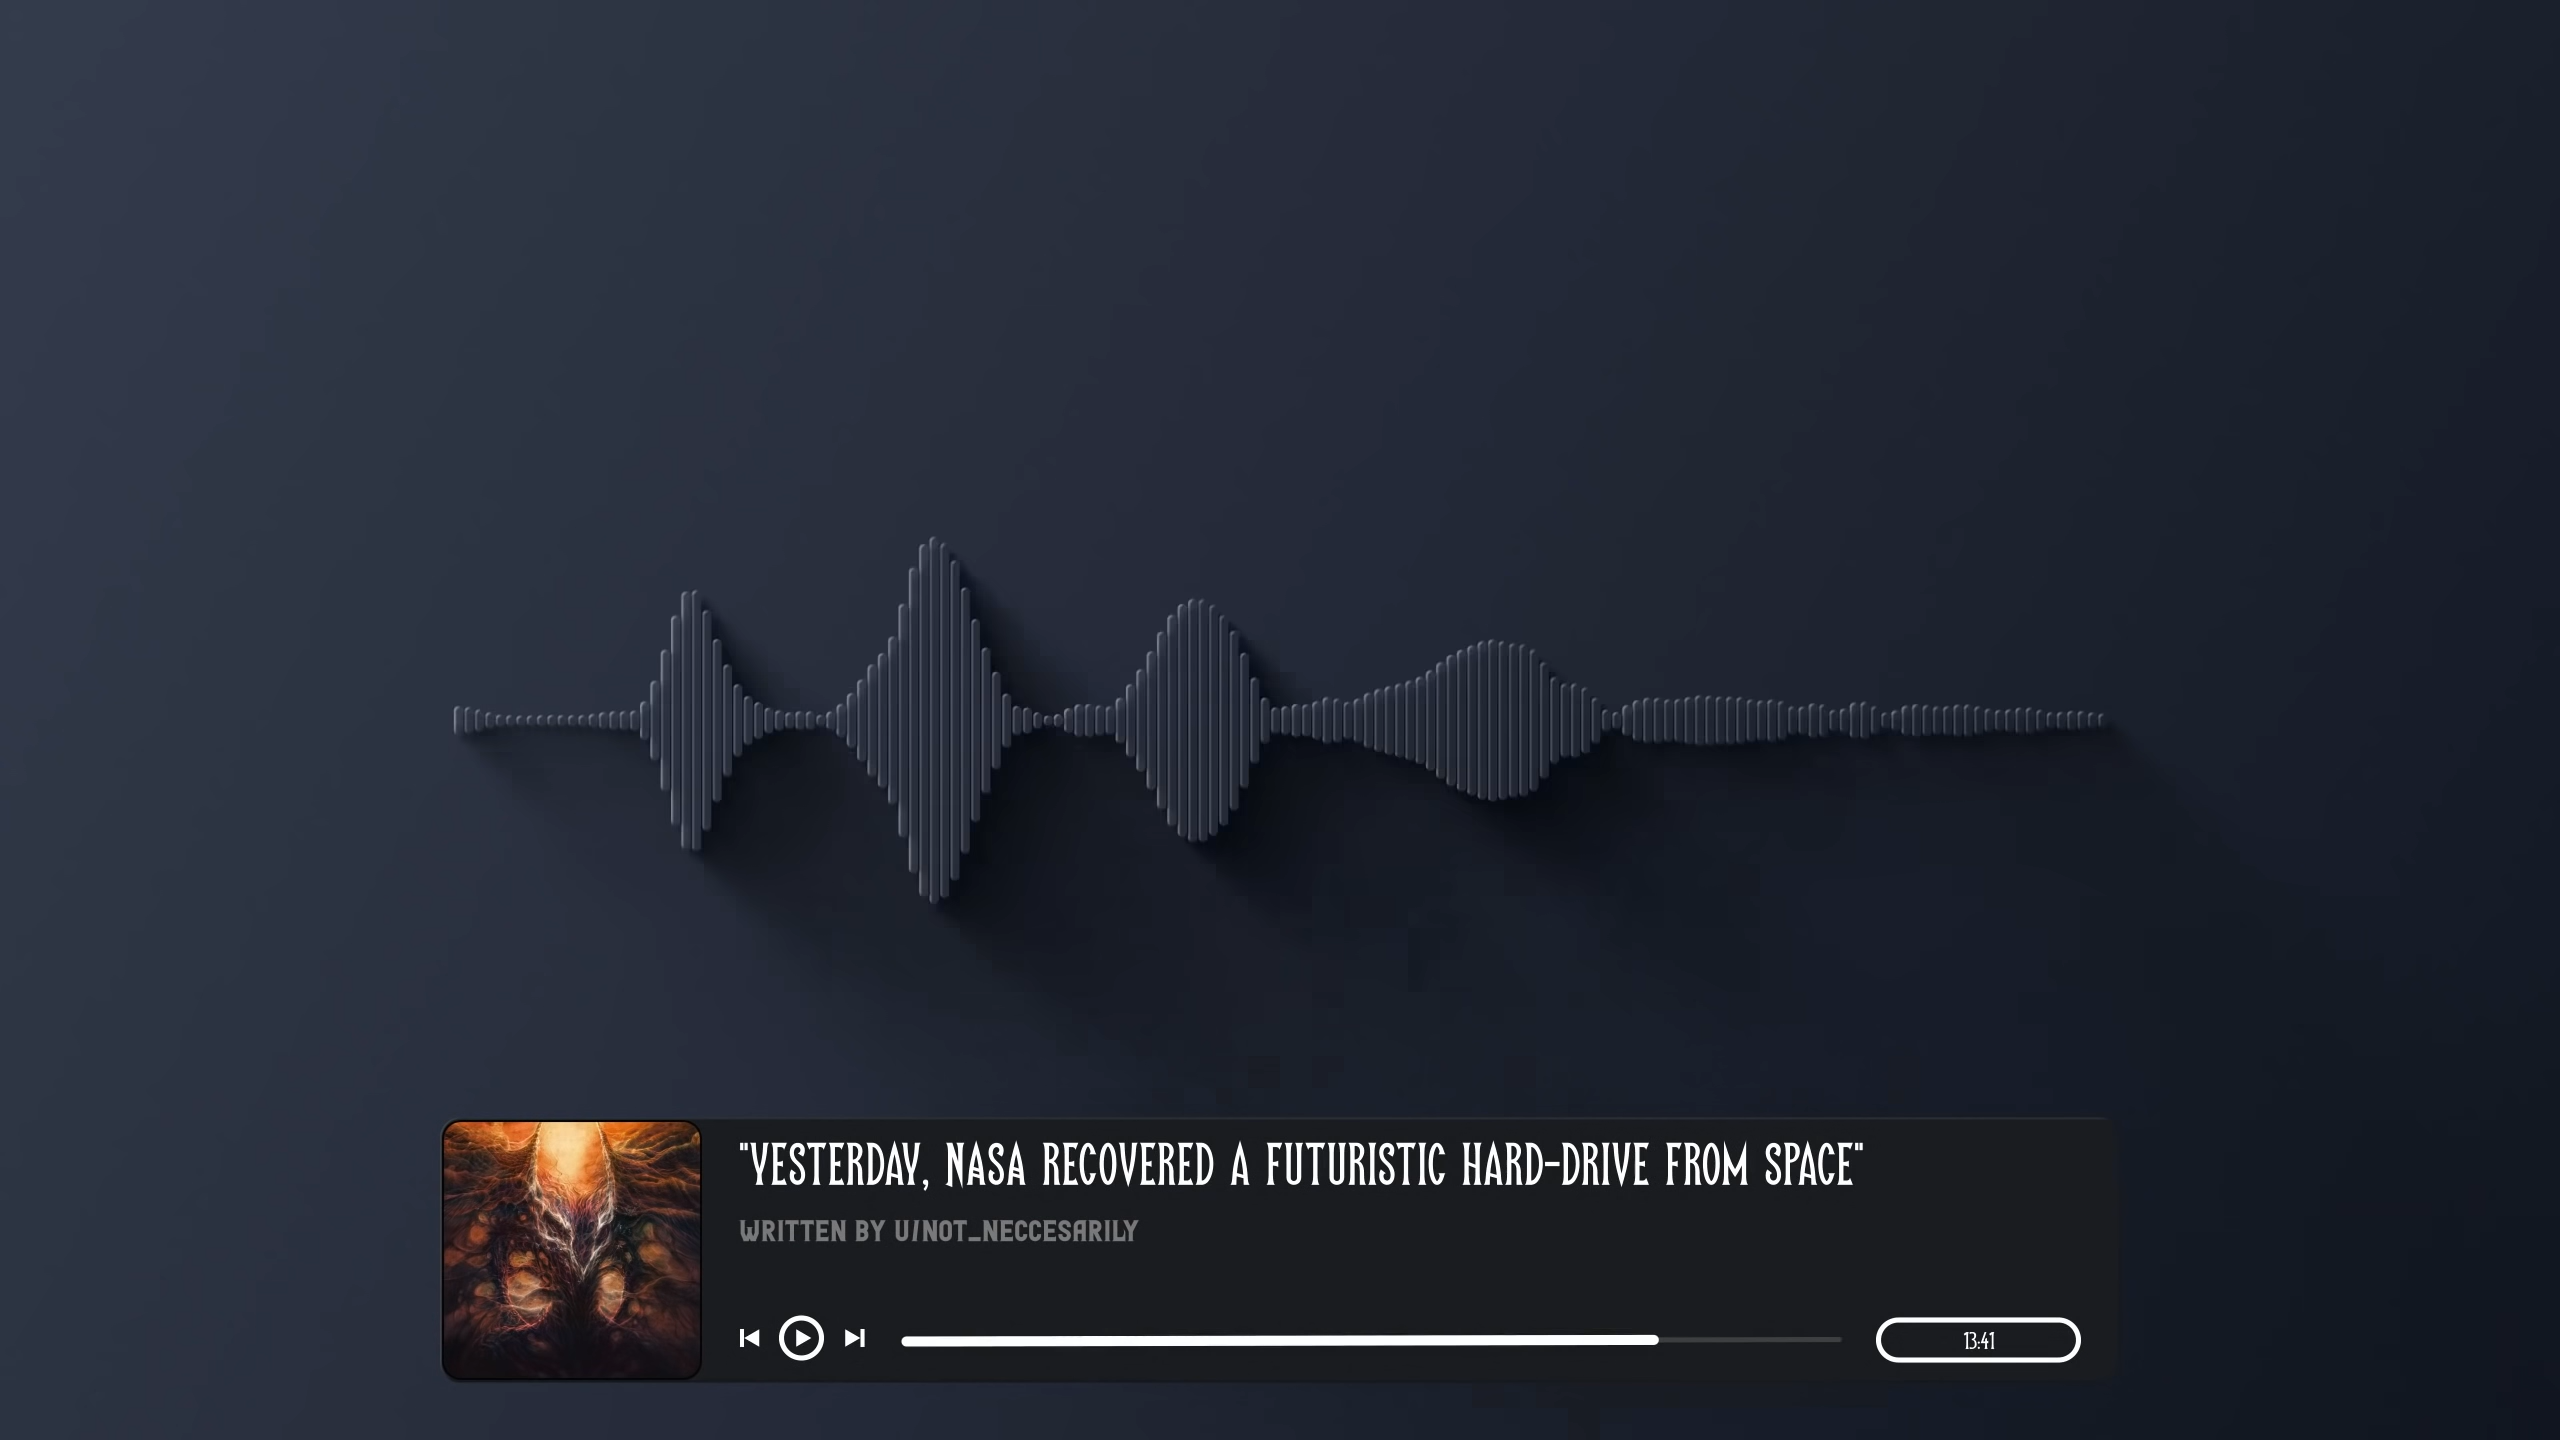 "YESTERDAY, NASA RECOVERED A FUTURISTIC HARD-DRIVE FROM SPACE"
WRITTEN BY U/NOT_NECCESARILY
13:41